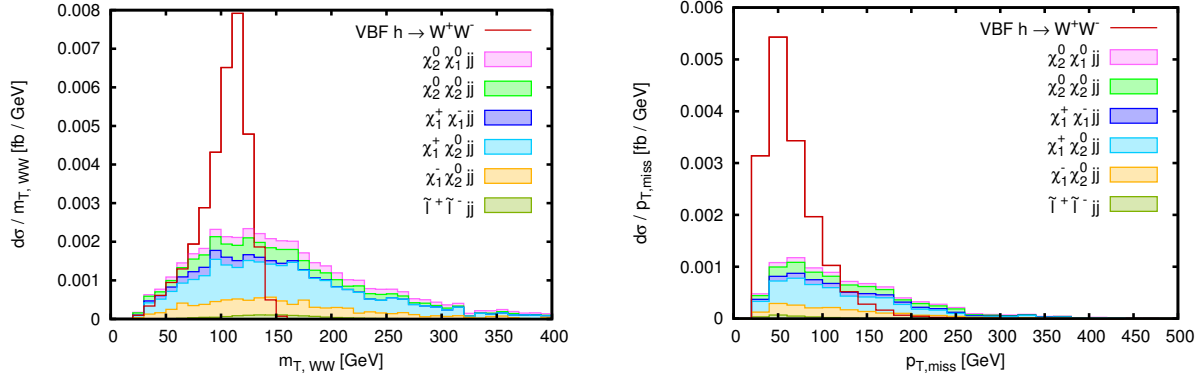 dσ / m_T, WW [fb / GeV]
0.008
0.007
0.006
0.005
0.004
0.003
0.002
0.001
0
VBF h → W⁺W⁻
χ₂⁰ χ₁⁰ jj
χ₂⁰ χ₂⁰ jj
χ₁⁺ χ₁⁻ jj
χ₁⁺ χ₂⁰ jj
χ₁⁻ χ₂⁰ jj
l̃⁺ l̃⁻ jj
0 50 100 150 200 250 300 350 400
m_T, WW [GeV]
dσ / p_T,miss [fb / GeV]
0.006
0.005
0.004
0.003
0.002
0.001
0
VBF h → W⁺W⁻
χ₂⁰ χ₁⁰ jj
χ₂⁰ χ₂⁰ jj
χ₁⁺ χ₁⁻ jj
χ₁⁺ χ₂⁰ jj
χ₁⁻ χ₂⁰ jj
l̃⁺ l̃⁻ jj
0 50 100 150 200 250 300 350 400 450 500
p_T,miss [GeV]